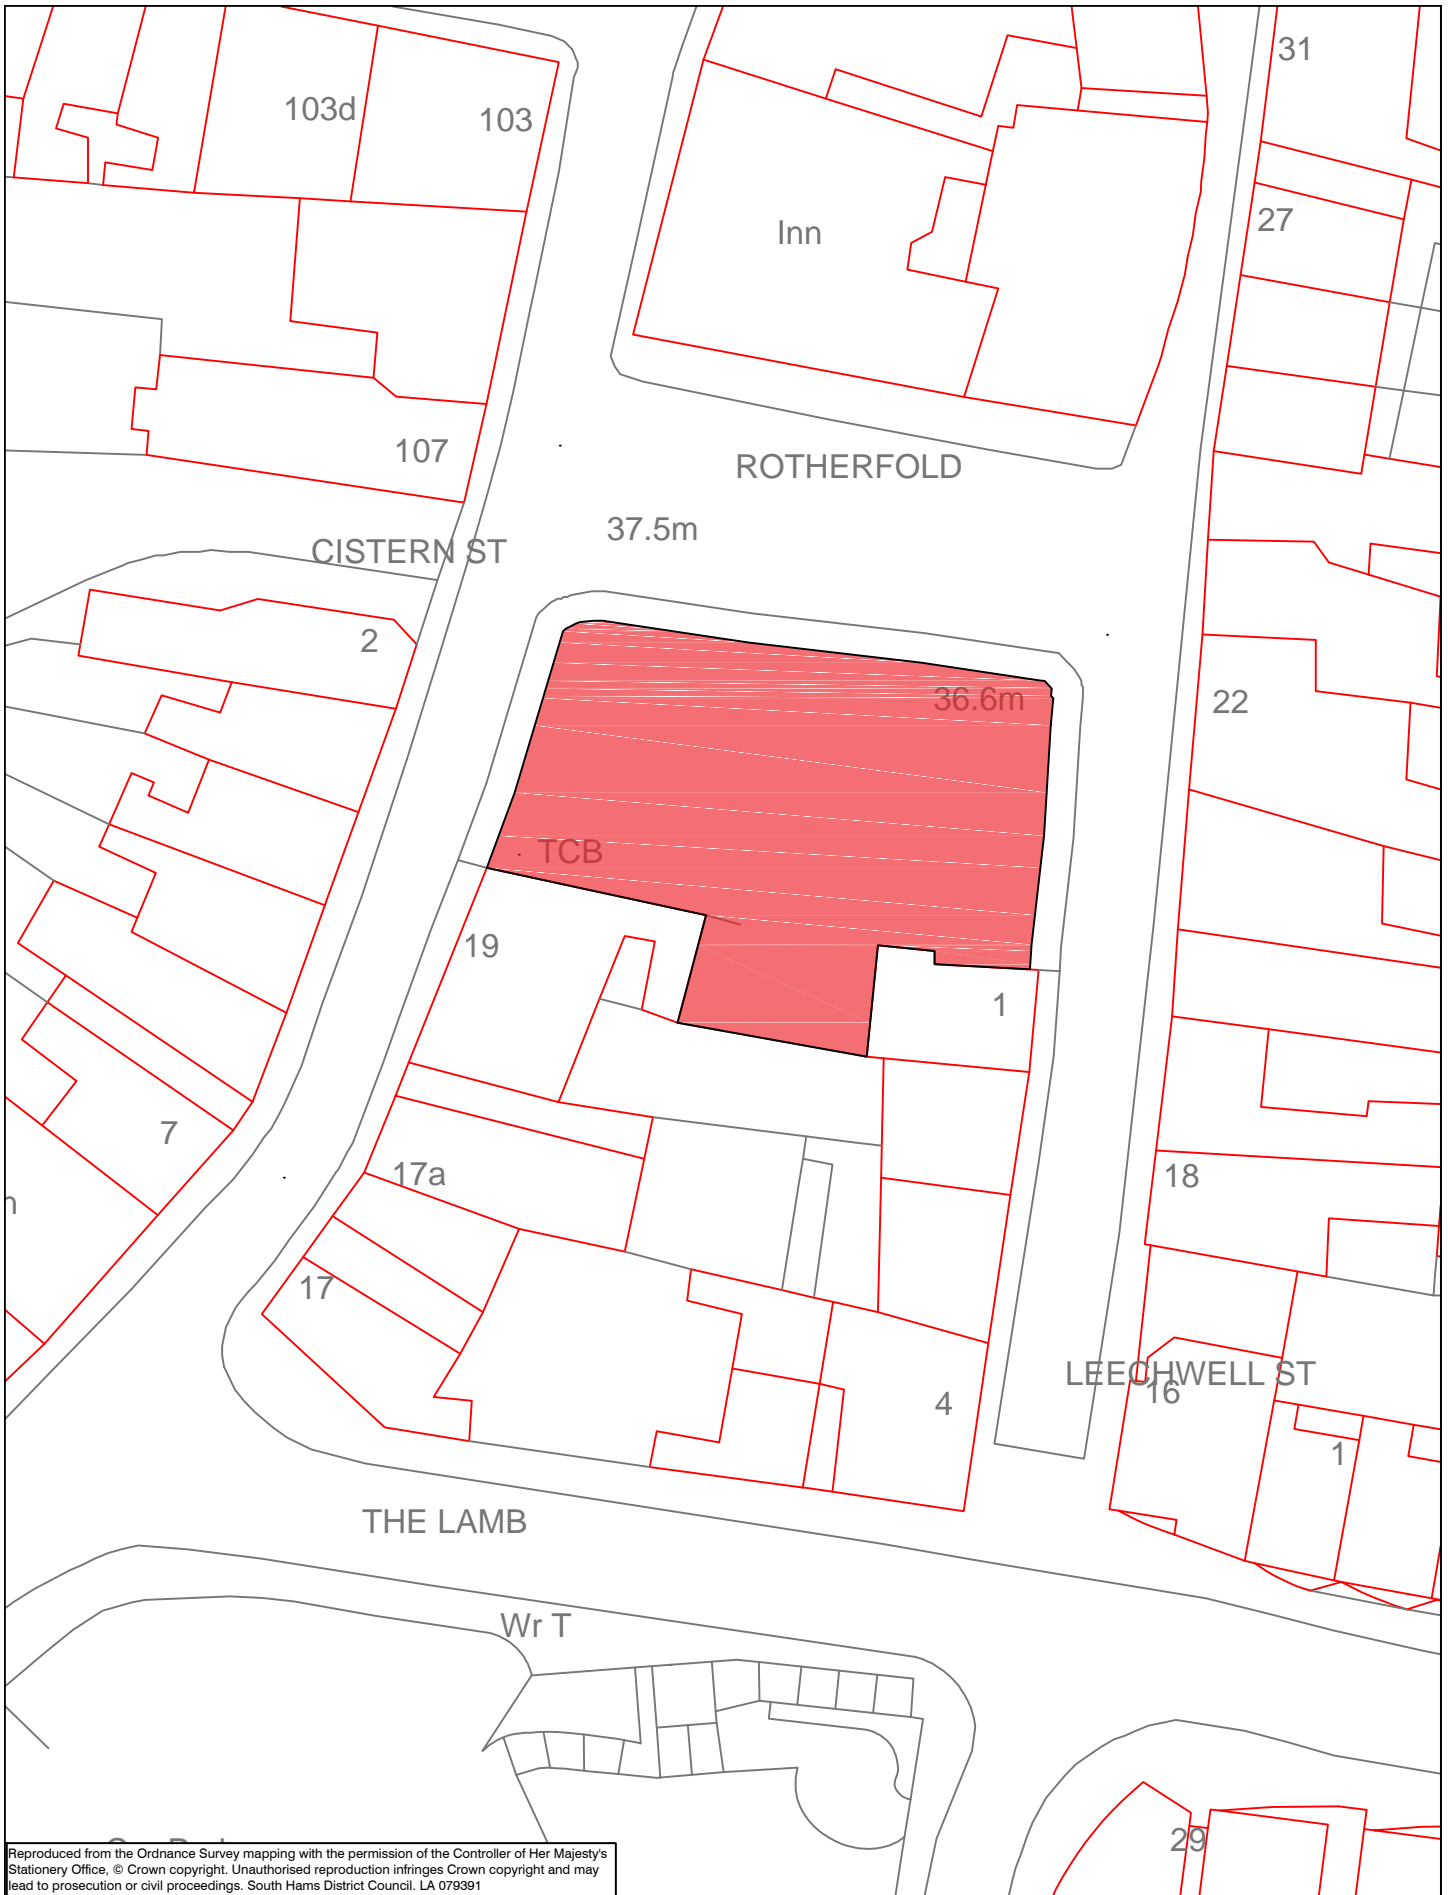 31
103d
103
27
Inn
107
ROTHERFOLD
37.5m
CISTERN ST
2
36.6m
22
TCB
19
1
7
17a
18
17
LEECHWELL ST
16
4
1
THE LAMB
Wr T
29
Reproduced from the Ordnance Survey mapping with the permission of the Controller of Her Majesty's
Stationery Office, © Crown copyright. Unauthorised reproduction infringes Crown copyright and may
lead to prosecution or civil proceedings. South Hams District Council. LA 079391